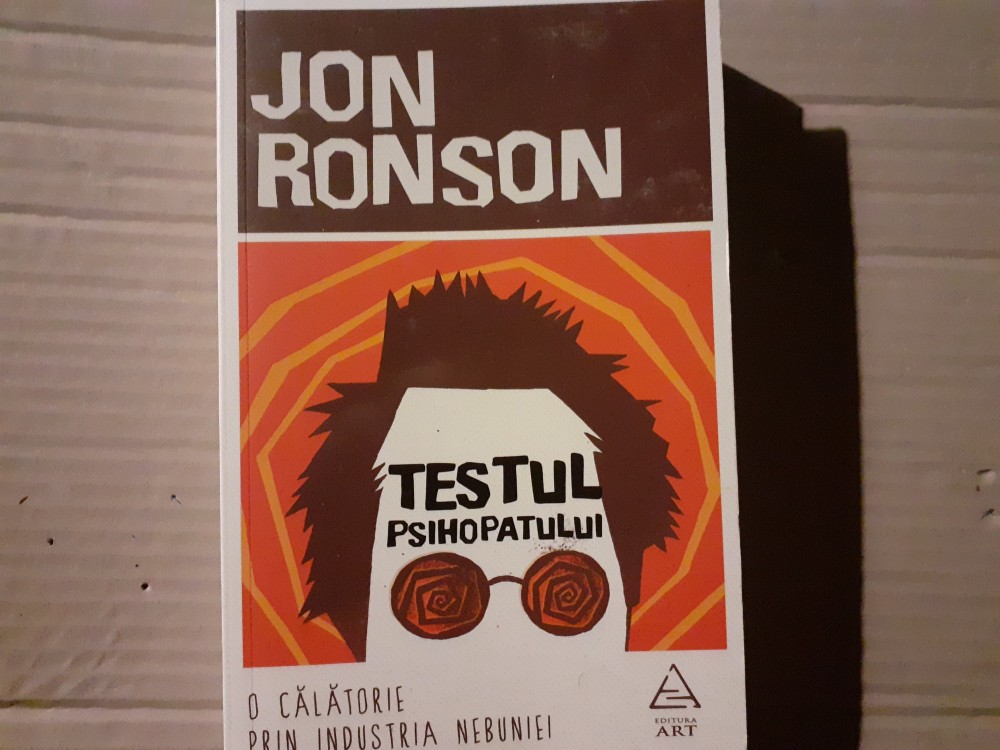 JON
RONSON
TESTUL
PSIHOPATULUI
O CĂLĂTORIE
PRIN INDUSTRIA NEBUNIEI
EDITURA
ART